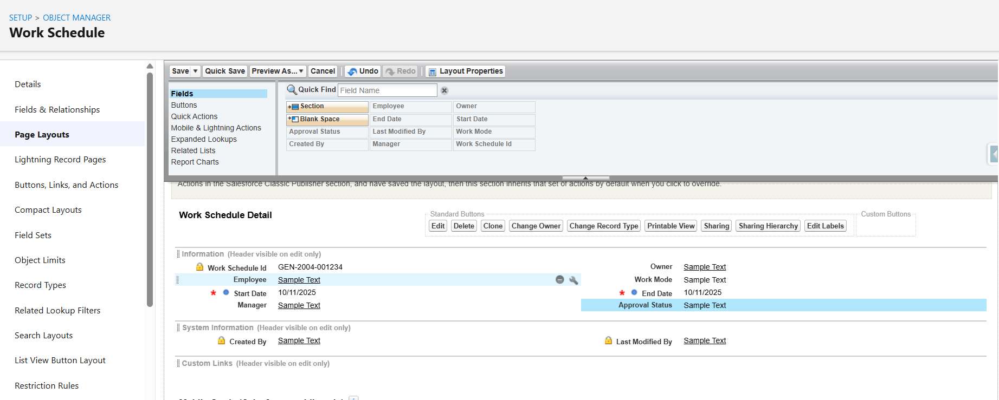 SETUP > OBJECT MANAGER
Work Schedule
Details
Fields & Relationships
Page Layouts
Lightning Record Pages
Buttons, Links, and Actions
Compact Layouts
Field Sets
Object Limits
Record Types
Related Lookup Filters
Search Layouts
List View Button Layout
Restriction Rules
Save Quick Save Preview As... Cancel Undo Redo Layout Properties
Fields
Buttons
Quick Actions
Mobile & Lightning Actions
Expanded Lookups
Related Lists
Report Charts
Quick Find Field Name
Section Employee Owner
Blank Space End Date Start Date
Approval Status Last Modified By Work Mode
Created By Manager Work Schedule Id
Actions in the Salesforce Classic Publisher section, and have saved the layout, then this section inherits that set of actions by default when you click to override.
Work Schedule Detail
Standard Buttons Custom Buttons
Edit Delete Clone Change Owner Change Record Type Printable View Sharing Sharing Hierarchy Edit Labels
Information (Header visible on edit only)
Work Schedule Id GEN-2004-001234 Owner Sample Text
Employee Sample Text Work Mode Sample Text
* Start Date 10/11/2025 * End Date 10/11/2025
Manager Sample Text Approval Status Sample Text
System Information (Header visible on edit only)
Created By Sample Text Last Modified By Sample Text
Custom Links (Header visible on edit only)